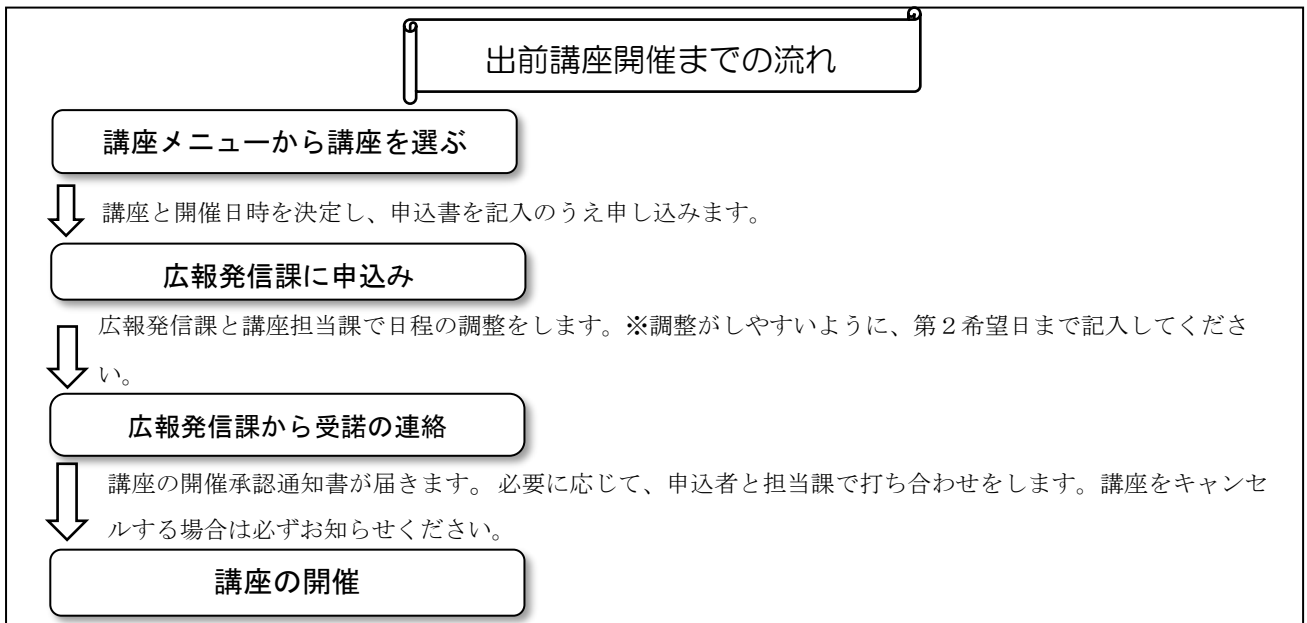 出前講座開催までの流れ
講座メニューから講座を選ぶ
講座と開催日時を決定し、申込書を記入のうえ申し込みます。
広報発信課に申込み
広報発信課と講座担当課で日程の調整をします。※調整がしやすいように、第２希望日まで記入してくださ
い。
広報発信課から受諾の連絡
講座の開催承認通知書が届きます。必要に応じて、申込者と担当課で打ち合わせをします。講座をキャンセ
ルする場合は必ずお知らせください。
講座の開催